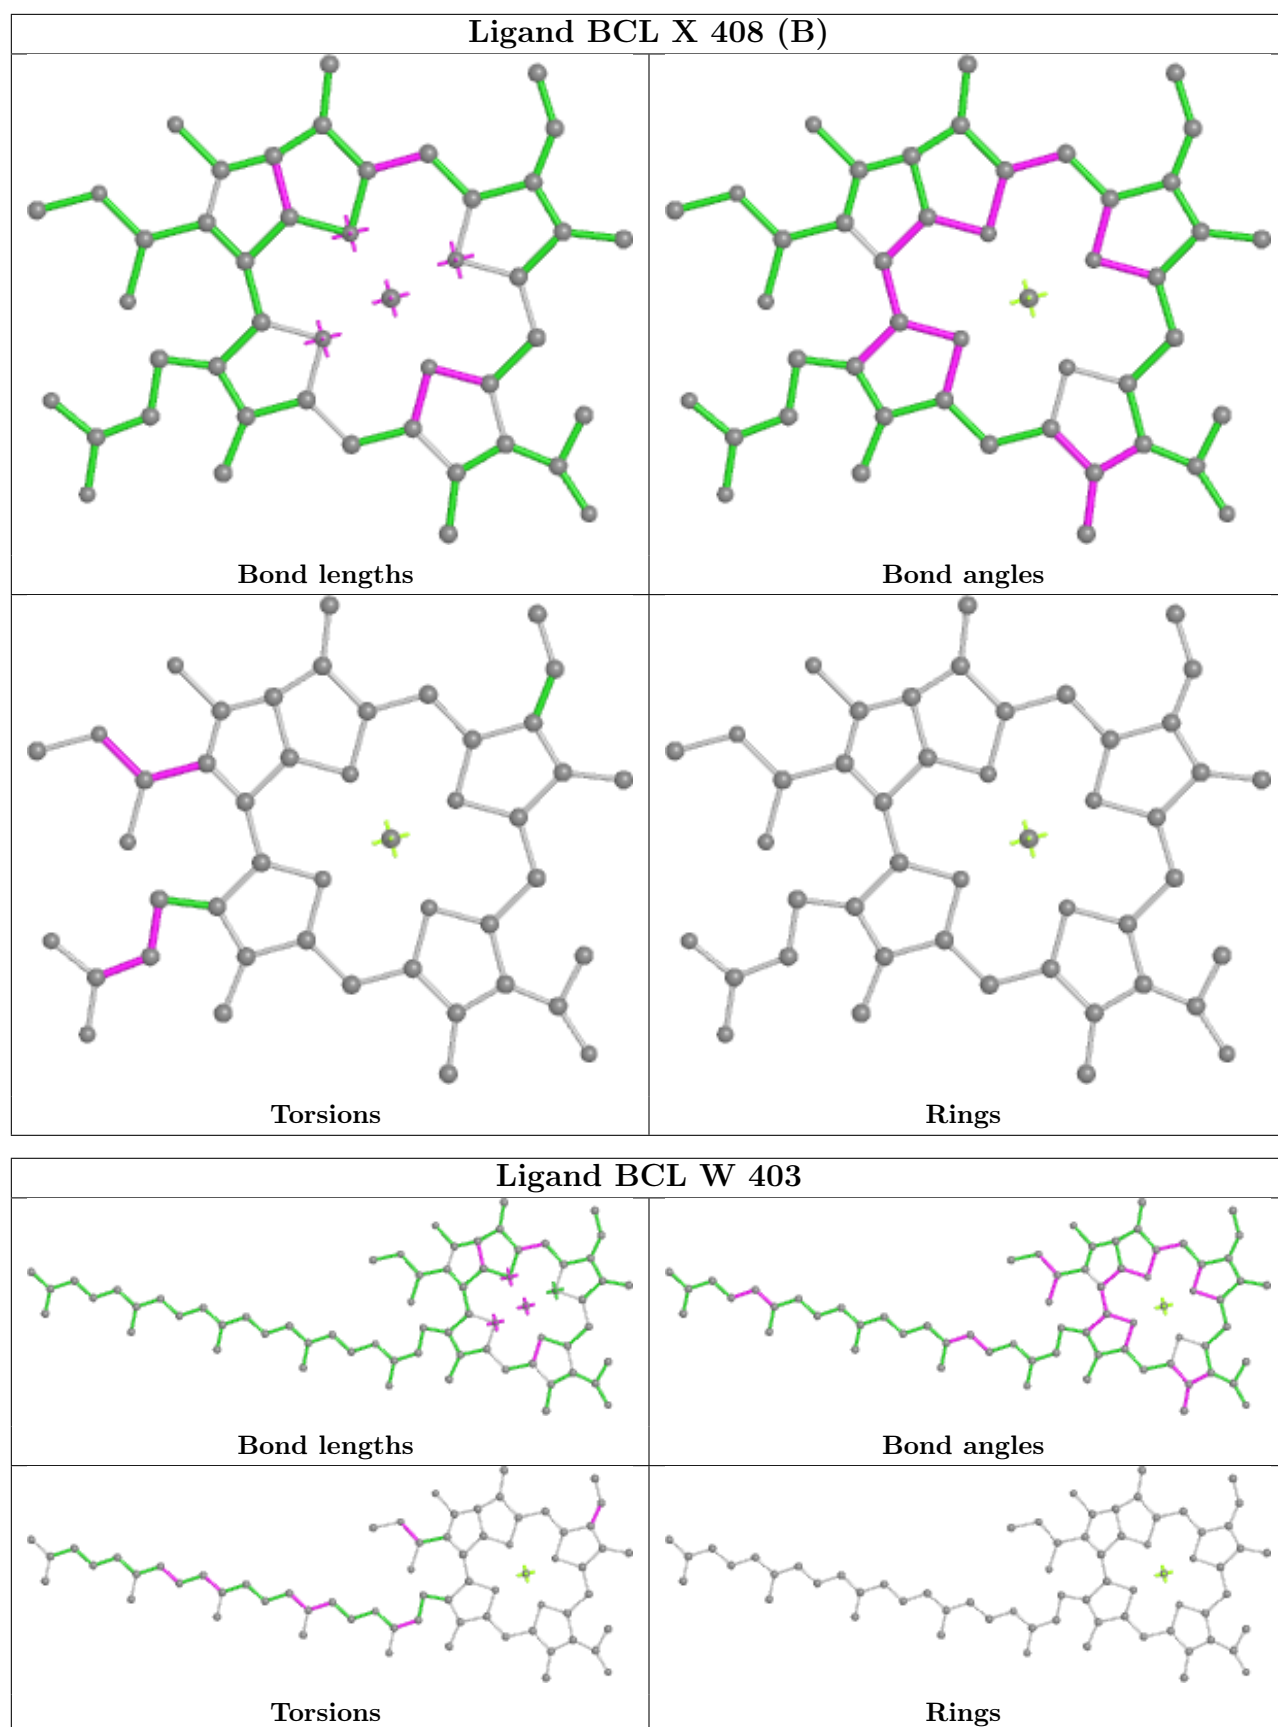 Ligand BCL X 408 (B)
Bond lengths
Bond angles
Torsions
Rings
Ligand BCL W 403
Bond lengths
Bond angles
Torsions
Rings